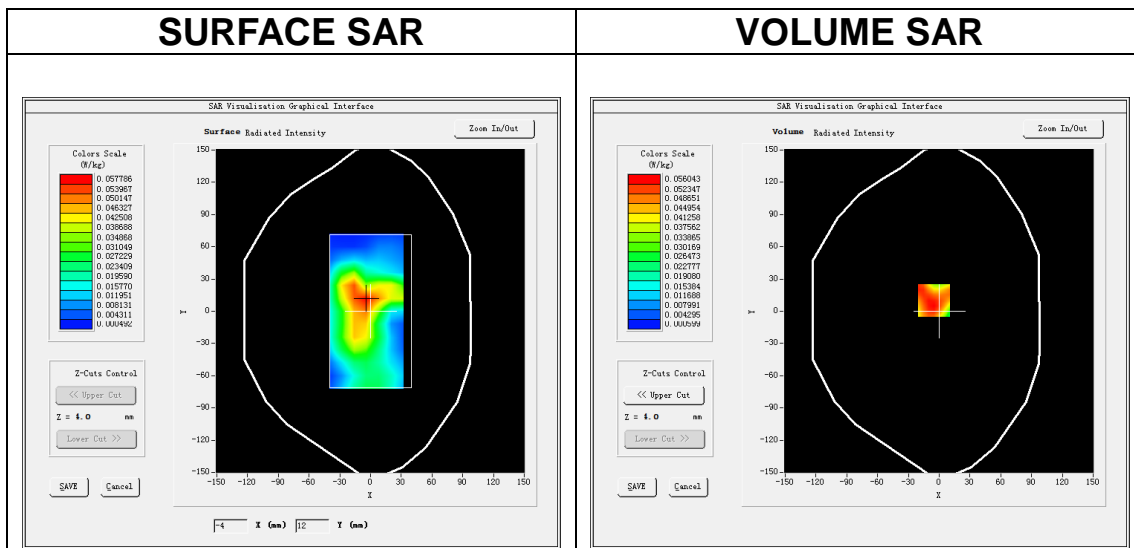 SURFACE SAR
VOLUME SAR
SAR Visualisation Graphical Interface
Surface Radiated Intensity
Zoom In/Out
Colors Scale
(W/kg)
0.057786
0.053967
0.050147
0.046327
0.042508
0.038688
0.034868
0.031049
0.027229
0.023409
0.019590
0.015770
0.011951
0.008131
0.004311
0.000492
150
120
90
60
30
0
-30
-60
-90
-120
-150
Y
-150 -120 -90 -60 -30 0 30 60 90 120 150
X
Z-Cuts Control
<< Upper Cut
Z = 4.0 mm
Lower Cut >>
SAVE Cancel
-4 X (mm) 12 Y (mm)
SAR Visualisation Graphical Interface
Volume Radiated Intensity
Zoom In/Out
Colors Scale
(W/kg)
0.056043
0.052347
0.048651
0.044954
0.041258
0.037562
0.033865
0.030169
0.026473
0.022777
0.019080
0.015384
0.011688
0.007991
0.004295
0.000599
150
120
90
60
30
0
-30
-60
-90
-120
-150
Y
-150 -120 -90 -60 -30 0 30 60 90 120 150
X
Z-Cuts Control
<< Upper Cut
Z = 4.0 mm
Lower Cut >>
SAVE Cancel